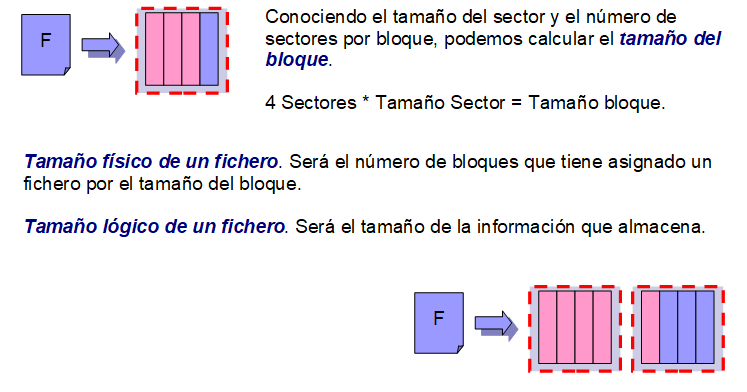 F
Conociendo el tamaño del sector y el número de
sectores por bloque, podemos calcular el tamaño del
bloque.
4 Sectores * Tamaño Sector = Tamaño bloque.
Tamaño físico de un fichero. Será el número de bloques que tiene asignado un
fichero por el tamaño del bloque.
Tamaño lógico de un fichero. Será el tamaño de la información que almacena.
F